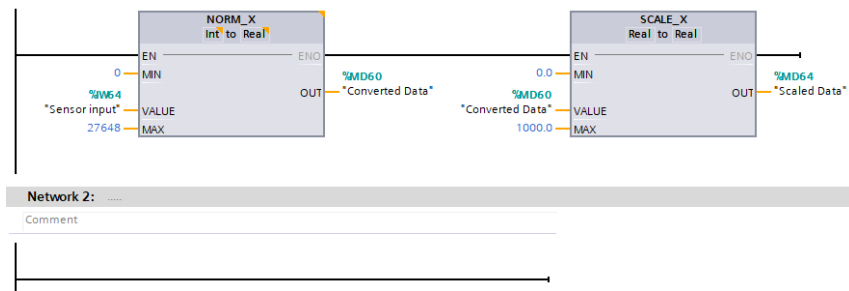 NORM_X
Int to Real
EN
ENO
0
MIN
%IW64
"Sensor input"
VALUE
27648
MAX
OUT
%MD60
"Converted Data"
SCALE_X
Real to Real
EN
ENO
0.0
MIN
%MD60
"Converted Data"
VALUE
1000.0
MAX
OUT
%MD64
"Scaled Data"
Network 2: .....
Comment